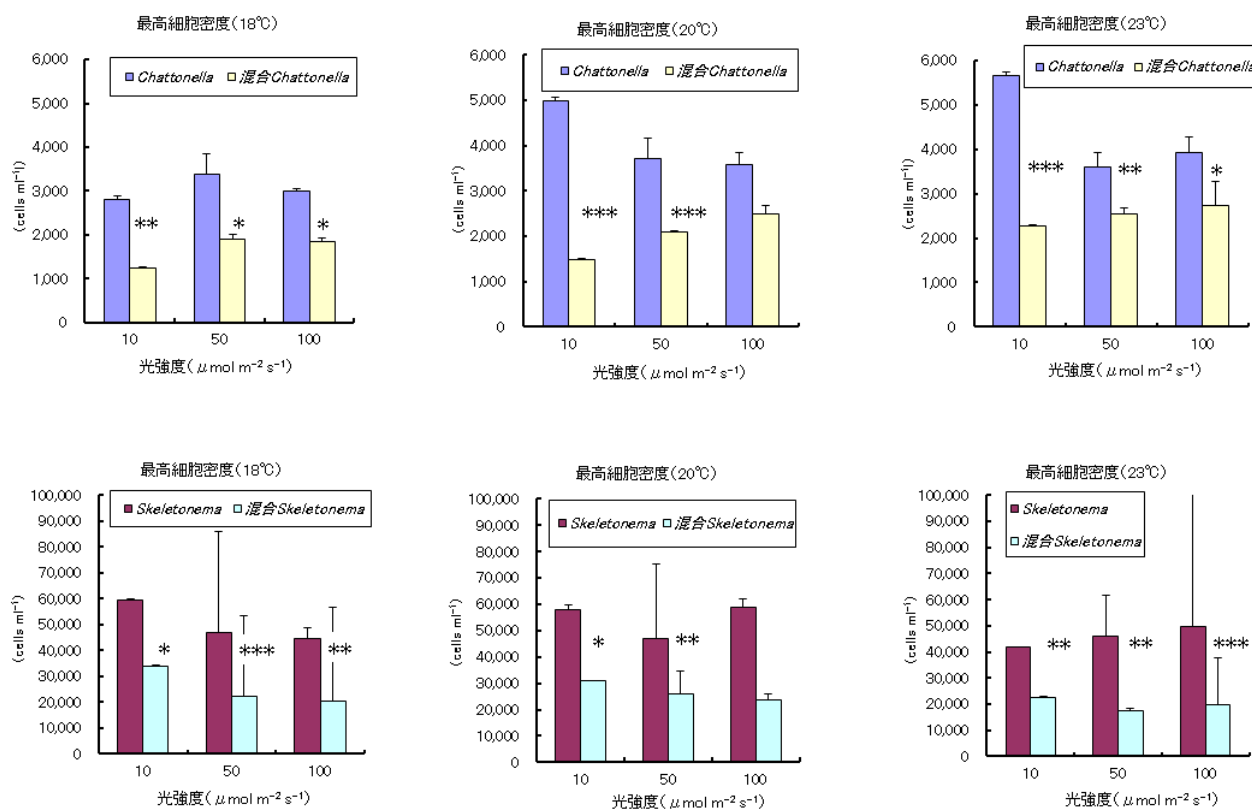 最高細胞密度(18℃)
6,000
5,000
4,000
3,000
2,000
1,000
0
(cells ml⁻¹)
Chattonella 混合Chattonella
** * *
10 50 100
光強度(μmol m⁻² s⁻¹)
最高細胞密度(20℃)
6,000
5,000
4,000
3,000
2,000
1,000
0
(cells ml⁻¹)
Chattonella 混合Chattonella
*** ***
10 50 100
光強度(μmol m⁻² s⁻¹)
最高細胞密度(23℃)
6,000
5,000
4,000
3,000
2,000
1,000
0
(cells ml⁻¹)
Chattonella 混合Chattonella
*** ** *
10 50 100
光強度(μmol m⁻² s⁻¹)
最高細胞密度(18℃)
100,000
90,000
80,000
70,000
60,000
50,000
40,000
30,000
20,000
10,000
0
(cells ml⁻¹)
Skeletonema 混合Skeletonema
* *** **
10 50 100
光強度(μmol m⁻² s⁻¹)
最高細胞密度(20℃)
100,000
90,000
80,000
70,000
60,000
50,000
40,000
30,000
20,000
10,000
0
(cells ml⁻¹)
Skeletonema 混合Skeletonema
* **
10 50 100
光強度(μmol m⁻² s⁻¹)
最高細胞密度(23℃)
100,000
90,000
80,000
70,000
60,000
50,000
40,000
30,000
20,000
10,000
0
(cells ml⁻¹)
Skeletonema
混合Skeletonema
** ** ***
10 50 100
光強度(μmol m⁻² s⁻¹)